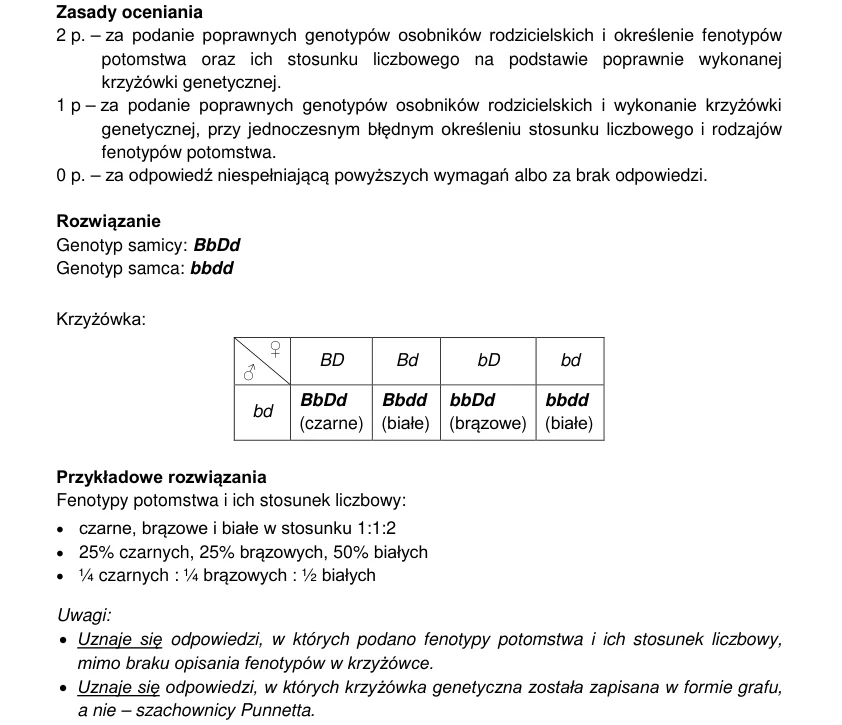 Zasady oceniania
2 p. – za podanie poprawnych genotypów osobników rodzicielskich i określenie fenotypów
potomstwa oraz ich stosunku liczbowego na podstawie poprawnie wykonanej
krzyżówki genetycznej.
1 p – za podanie poprawnych genotypów osobników rodzicielskich i wykonanie krzyżówki
genetycznej, przy jednoczesnym błędnym określeniu stosunku liczbowego i rodzajów
fenotypów potomstwa.
0 p. – za odpowiedź niespełniającą powyższych wymagań albo za brak odpowiedzi.
Rozwiązanie
Genotyp samicy: BbDd
Genotyp samca: bbdd
Krzyżówka:
♀ ♂ BD Bd bD bd
bd BbDd Bbdd bbDd bbdd
(czarne) (białe) (brązowe) (białe)
Przykładowe rozwiązania
Fenotypy potomstwa i ich stosunek liczbowy:
• czarne, brązowe i białe w stosunku 1:1:2
• 25% czarnych, 25% brązowych, 50% białych
• ¼ czarnych : ¼ brązowych : ½ białych
Uwagi:
• Uznaje się odpowiedzi, w których podano fenotypy potomstwa i ich stosunek liczbowy,
mimo braku opisania fenotypów w krzyżówce.
• Uznaje się odpowiedzi, w których krzyżówka genetyczna została zapisana w formie grafu,
a nie – szachownicy Punnetta.